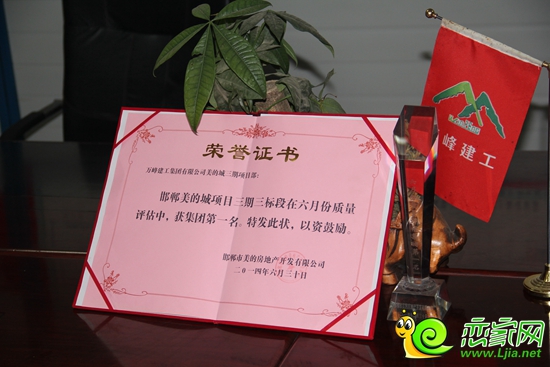 荣誉证书
万峰建工集团有限公司美的城三期项目部：
邯郸美的城项目三期三标段在六月份质量
评估中，获集团第一名。特发此状，以资鼓励。
邯郸市美的房地产开发有限公司
二〇一四年六月三十日
峰建工
恋家网
www.Ljia.net